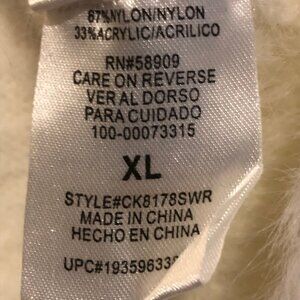 67%NYLON/NYLON
33%ACRYLIC/ACRILICO
RN#58909
CARE ON REVERSE
VER AL DORSO
PARA CUIDADO
100-00073315
XL
STYLE#CK8178SWR
MADE IN CHINA
HECHO EN CHINA
UPC#19359633